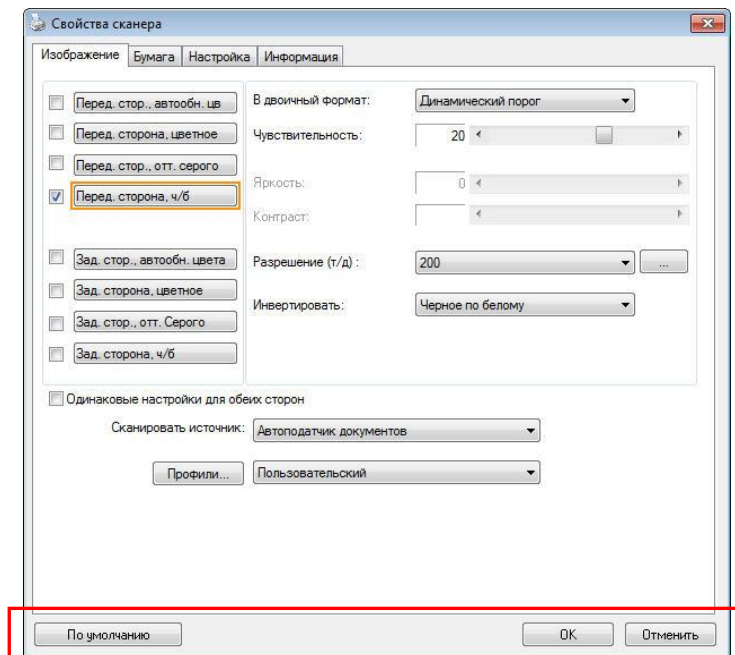 Свойства сканера
Изображение Бумага Настройка Информация
Перед. стор., автообн. цв
Перед. сторона, цветное
Перед. стор., отт. серого
Перед. сторона, ч/б
Зад. стор., автообн. цвета
Зад. сторона, цветное
Зад. стор., отт. Серого
Зад. сторона, ч/б
В двоичный формат: Динамический порог
Чувствительность: 20
Яркость: 0
Контраст:
Разрешение (т/д) : 200 ...
Инвертировать: Черное по белому
Одинаковые настройки для обеих сторон
Сканировать источник: Автоподатчик документов
Профили... Пользовательский
По умолчанию OK Отменить